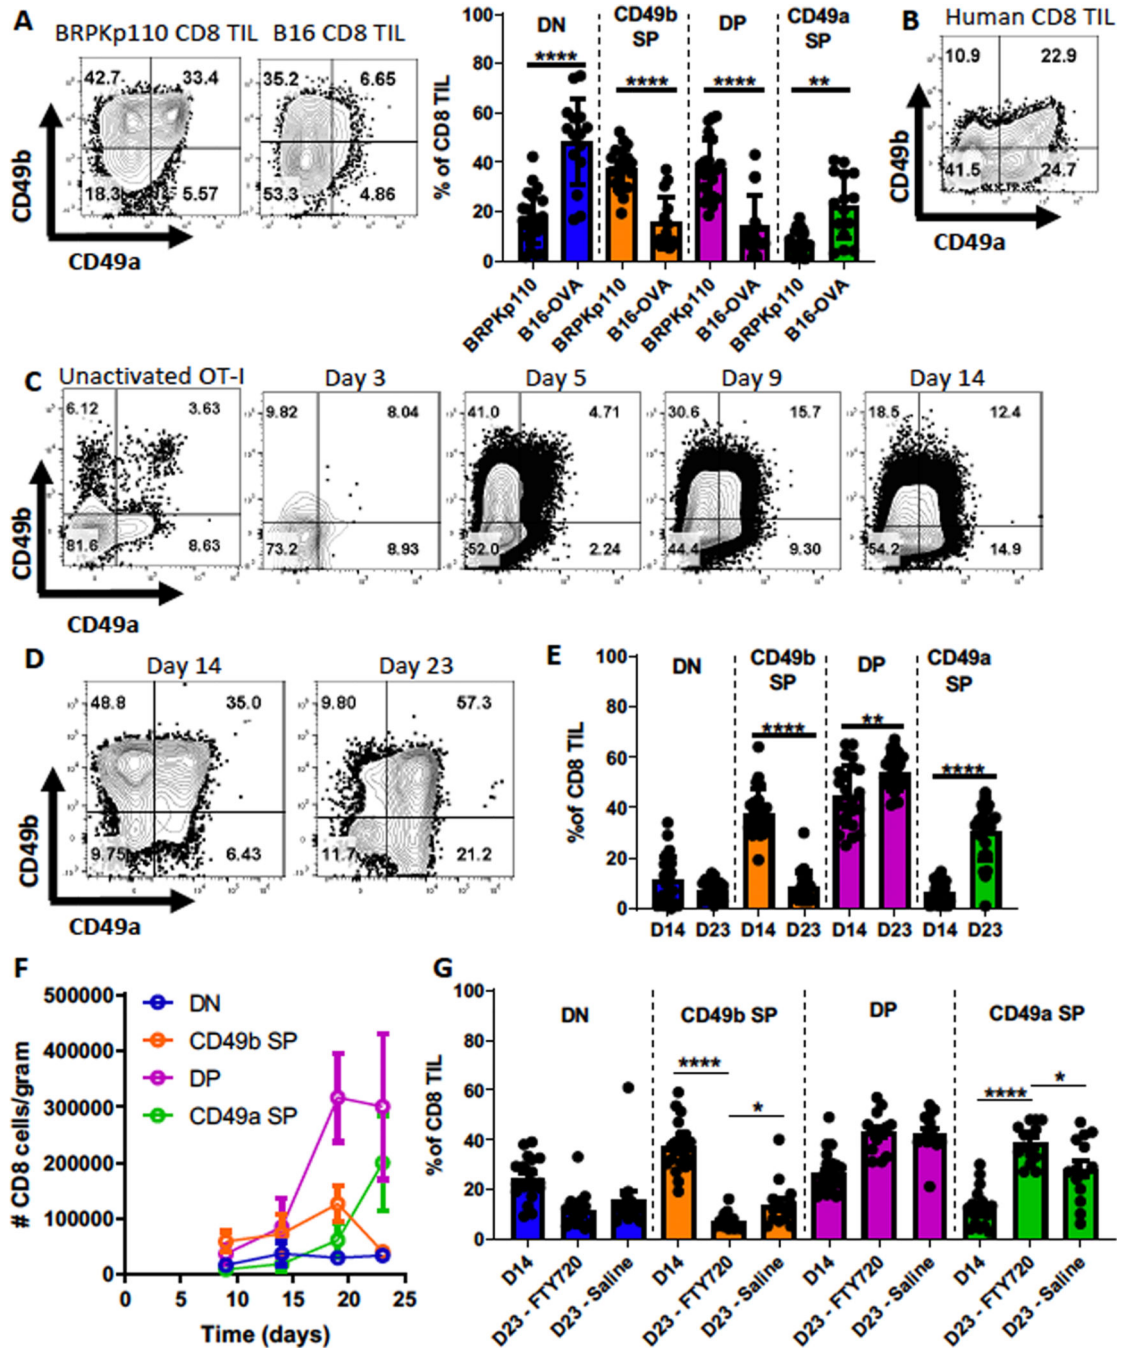 A
BRPKp110 CD8 TIL
B16 CD8 TIL
42.7
33.4
18.3
5.57
35.2
6.65
53.3
4.86
CD49b
CD49a
% of CD8 TIL
100
80
60
40
20
0
DN
CD49b
SP
DP
CD49a
SP
****
****
****
**
BRPKp110
B16-OVA
BRPKp110
B16-OVA
BRPKp110
B16-OVA
BRPKp110
B16-OVA
B
Human CD8 TIL
10.9
22.9
41.5
24.7
CD49b
CD49a
C
Unactivated OT-I
Day 3
Day 5
Day 9
Day 14
6.12
3.63
81.6
8.63
9.82
8.04
73.2
8.93
41.0
4.71
52.0
2.24
30.6
15.7
44.4
9.30
18.5
12.4
54.2
14.9
CD49b
CD49a
D
Day 14
Day 23
48.8
35.0
9.75
6.43
9.80
57.3
11.7
21.2
CD49b
CD49a
E
%of CD8 TIL
100
80
60
40
20
0
DN
CD49b
SP
DP
CD49a
SP
****
**
****
D14 D23 D14 D23 D14 D23 D14 D23
F
# CD8 cells/gram
500000
400000
300000
200000
100000
0
DN
CD49b SP
DP
CD49a SP
0 5 10 15 20 25
Time (days)
G
%of CD8 TIL
100
80
60
40
20
0
DN
CD49b SP
DP
CD49a SP
****
*
****
*
D14
D23 - FTY720
D23 - Saline
D14
D23 - FTY720
D23 - Saline
D14
D23 - FTY720
D23 - Saline
D14
D23 - FTY720
D23 - Saline